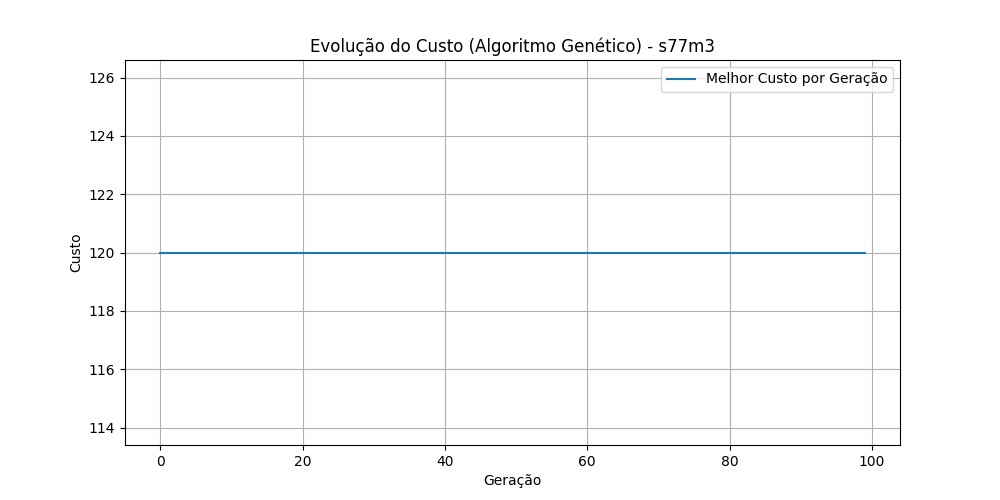 Evolução do Custo (Algoritmo Genético) - s77m3
Melhor Custo por Geração
126
124
122
120
118
116
114
Custo
0 20 40 60 80 100
Geração